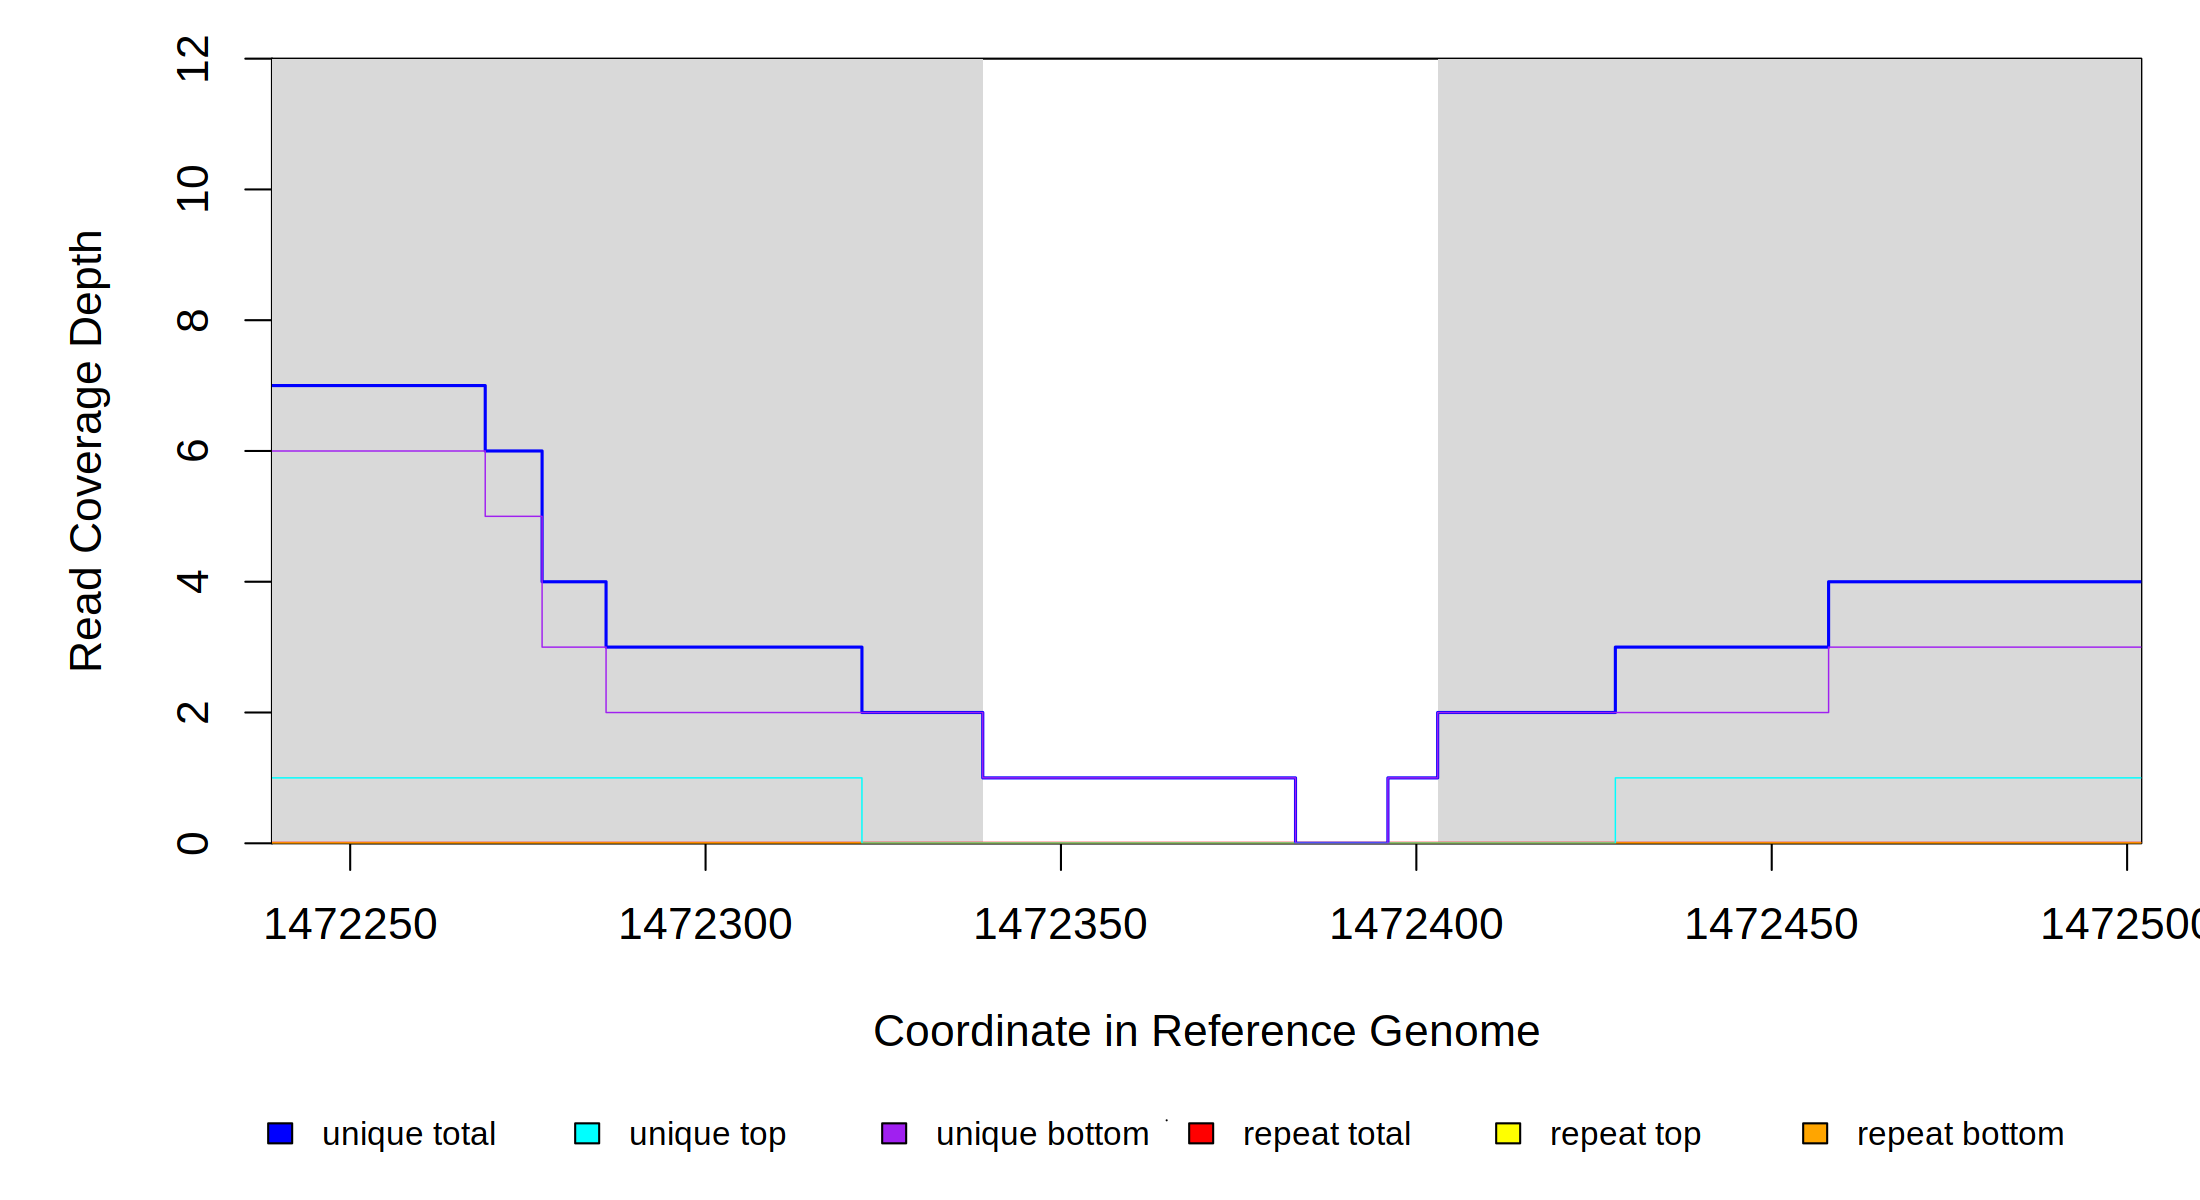 Read Coverage Depth
12
10
8
6
4
2
0
1472250 1472300 1472350 1472400 1472450 1472500
Coordinate in Reference Genome
unique total unique top unique bottom repeat total repeat top repeat bottom